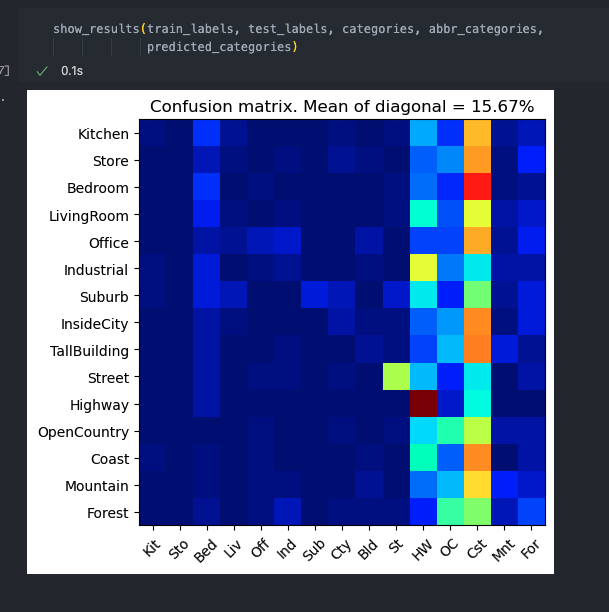 show_results(train_labels, test_labels, categories, abbr_categories,
predicted_categories)
7]
✓ 0.1s
Confusion matrix. Mean of diagonal = 15.67%
Kitchen
Store
Bedroom
LivingRoom
Office
Industrial
Suburb
InsideCity
TallBuilding
Street
Highway
OpenCountry
Coast
Mountain
Forest
Kit Sto Bed Liv Off Ind Sub Cty Bld St HW OC Cst Mnt For